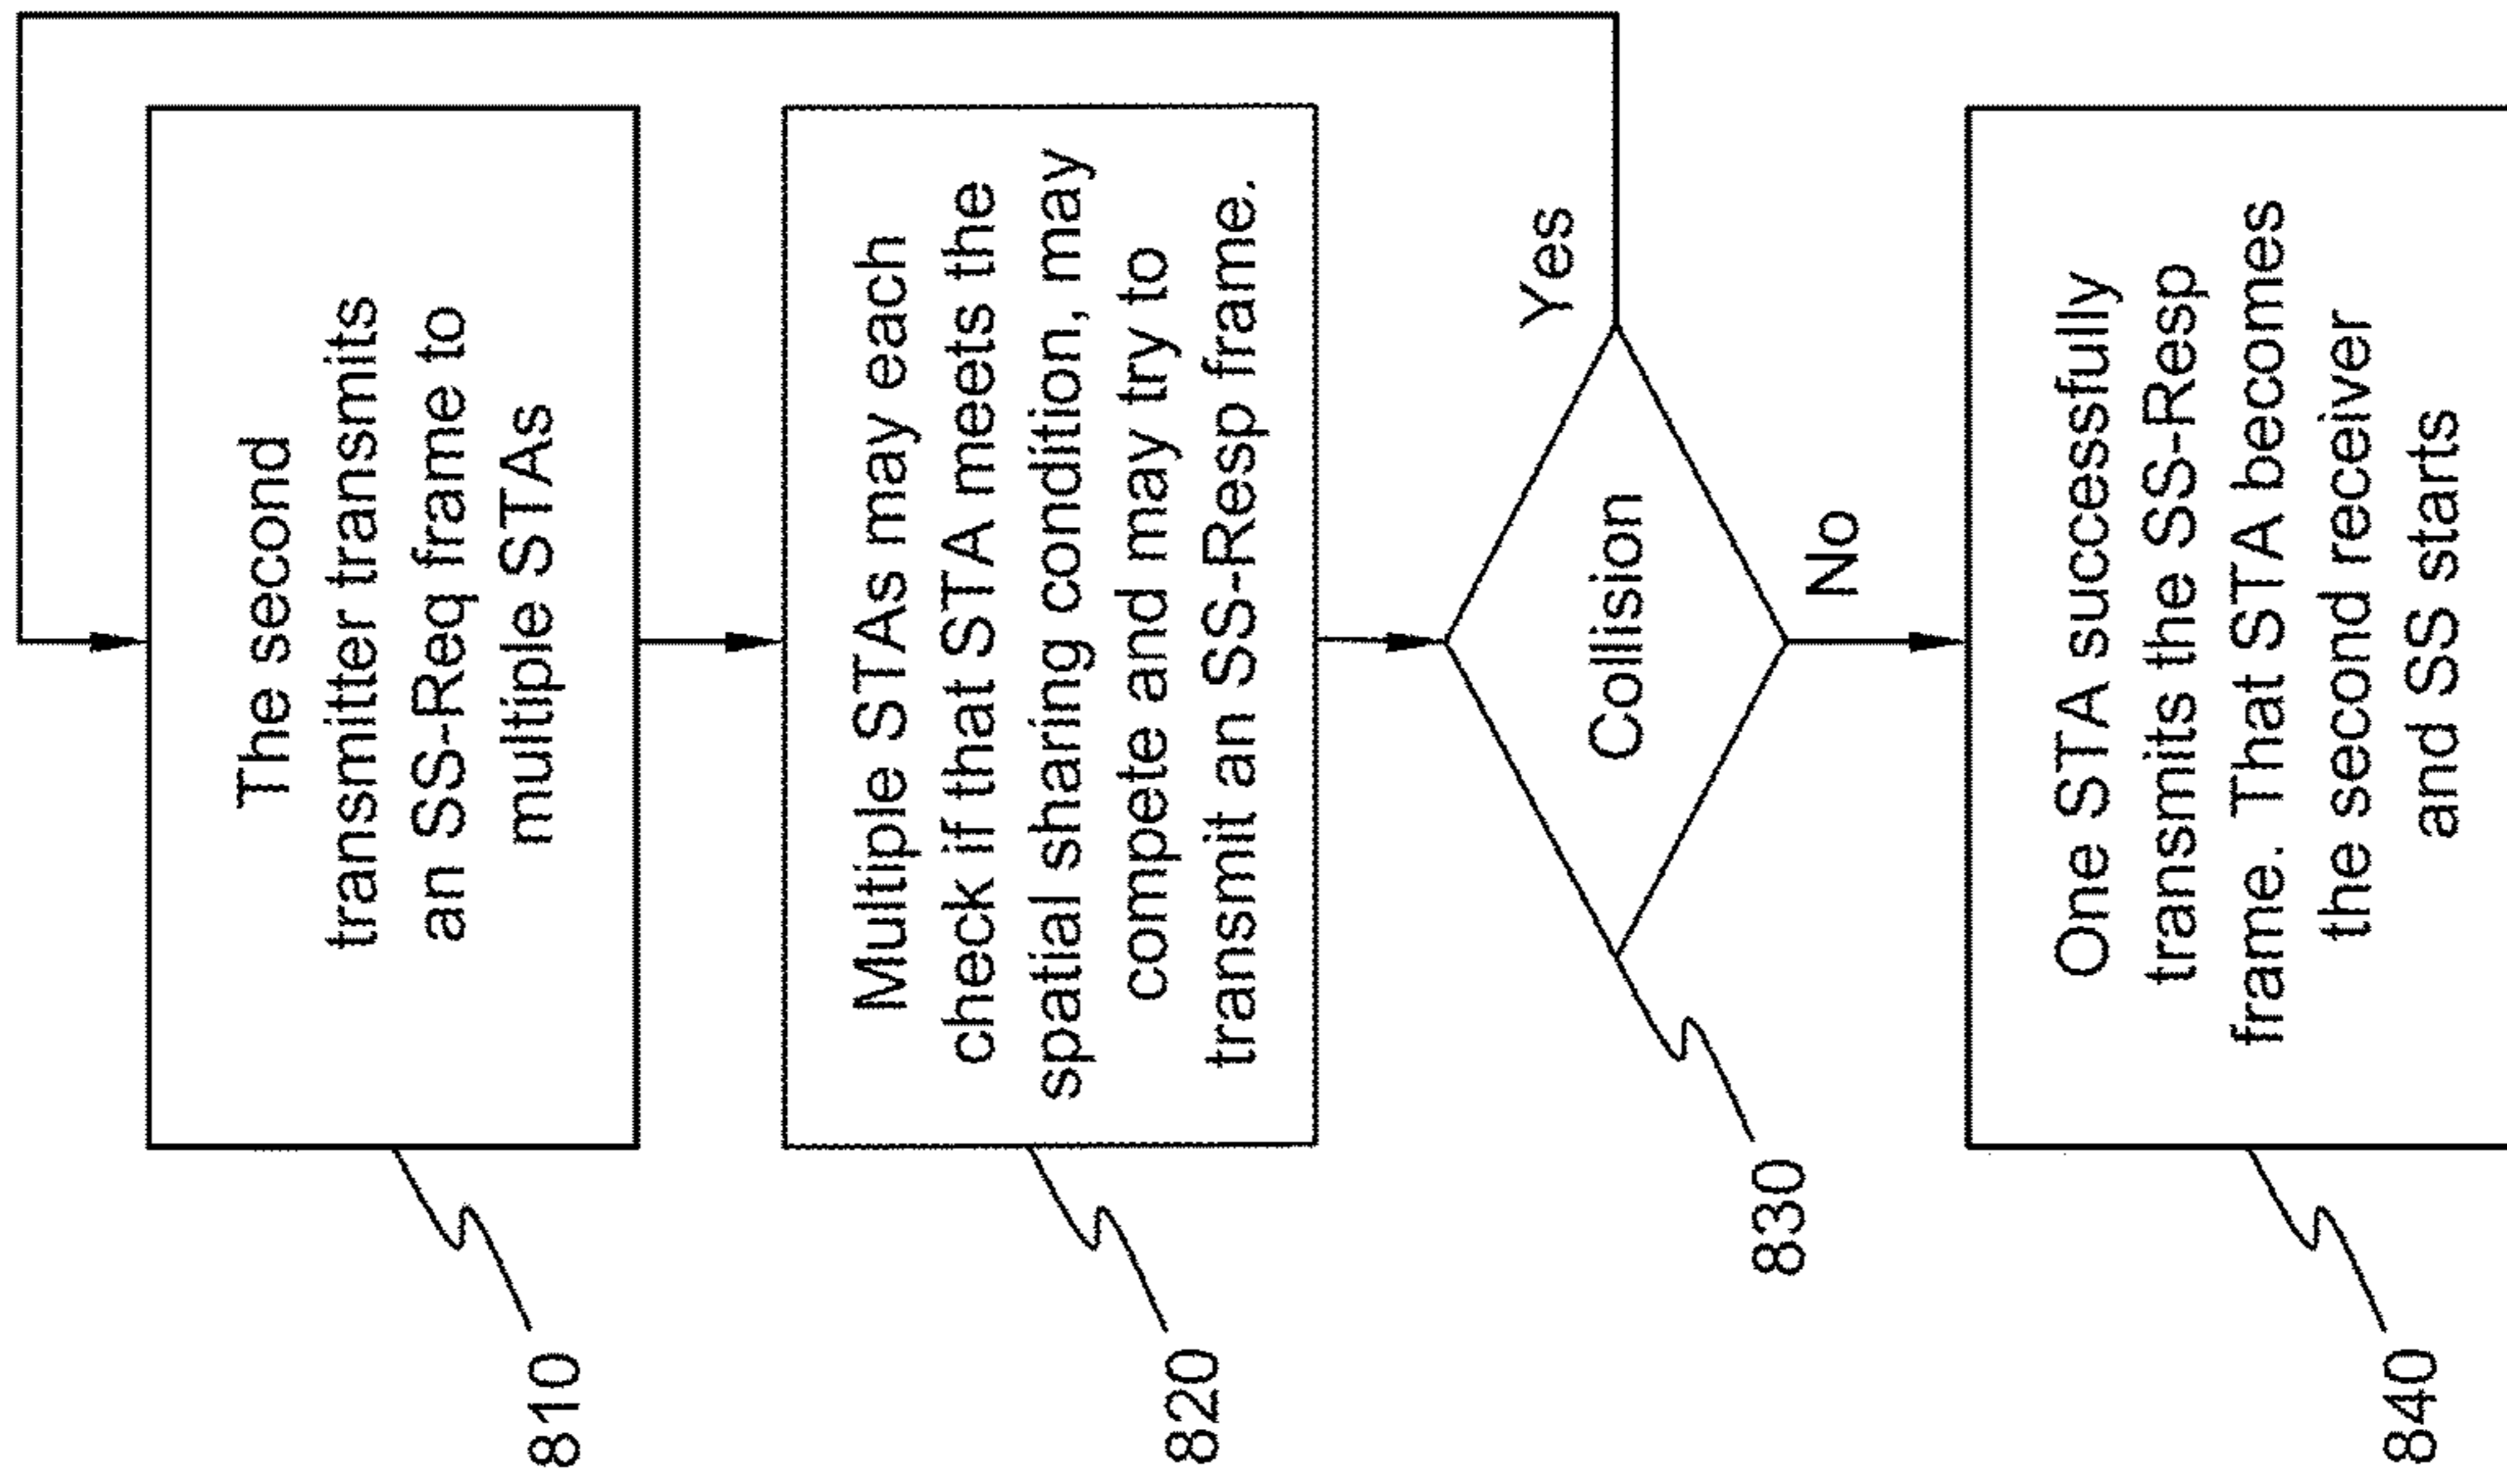 810
The second
transmitter transmits
an SS-Req frame to
multiple STAs
820
Multiple STAs may each
check if that STA meets the
spatial sharing condition, may
compete and may try to
transmit an SS-Resp frame.
830
Collision
Yes
No
840
One STA successfully
transmits the SS-Resp
frame. That STA becomes
the second receiver
and SS starts